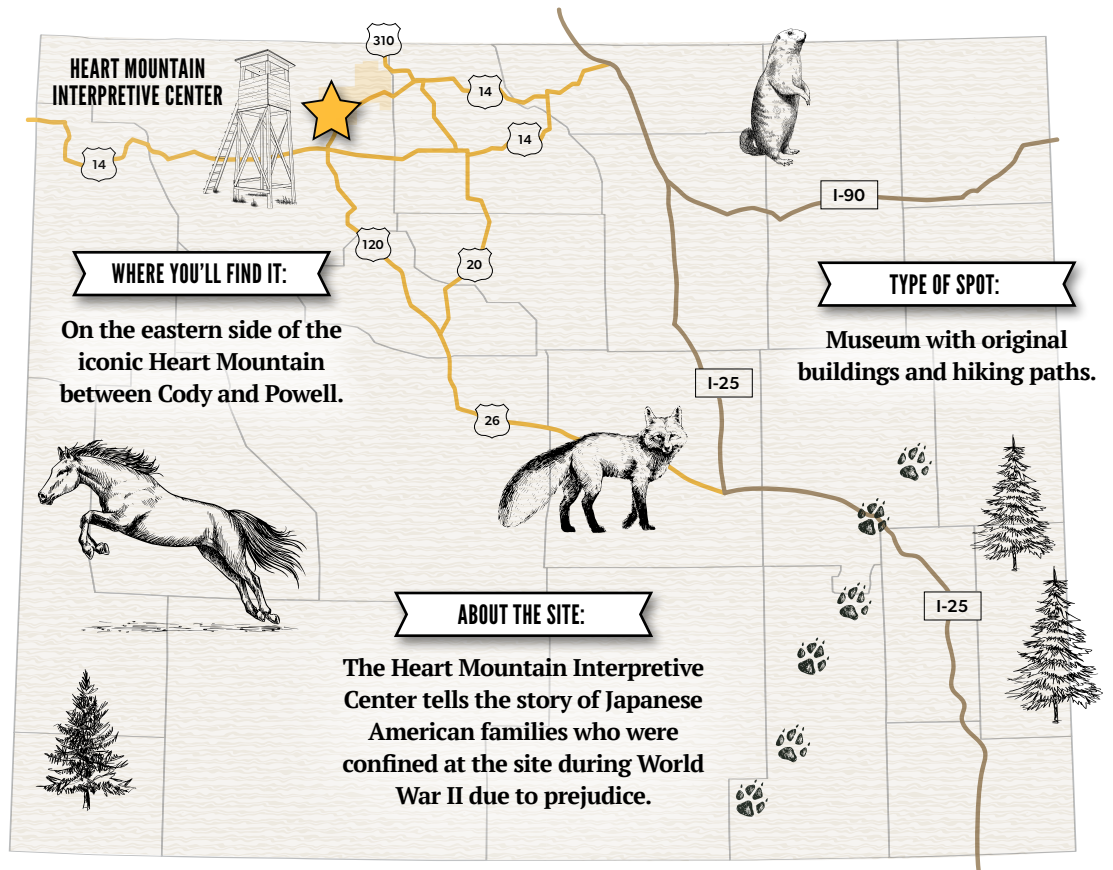 310
HEART MOUNTAIN
INTERPRETIVE CENTER
14
14
14
I-90
120
20
WHERE YOU'LL FIND IT:
On the eastern side of the
iconic Heart Mountain
between Cody and Powell.
TYPE OF SPOT:
Museum with original
buildings and hiking paths.
I-25
26
I-25
ABOUT THE SITE:
The Heart Mountain Interpretive
Center tells the story of Japanese
American families who were
confined at the site during World
War II due to prejudice.